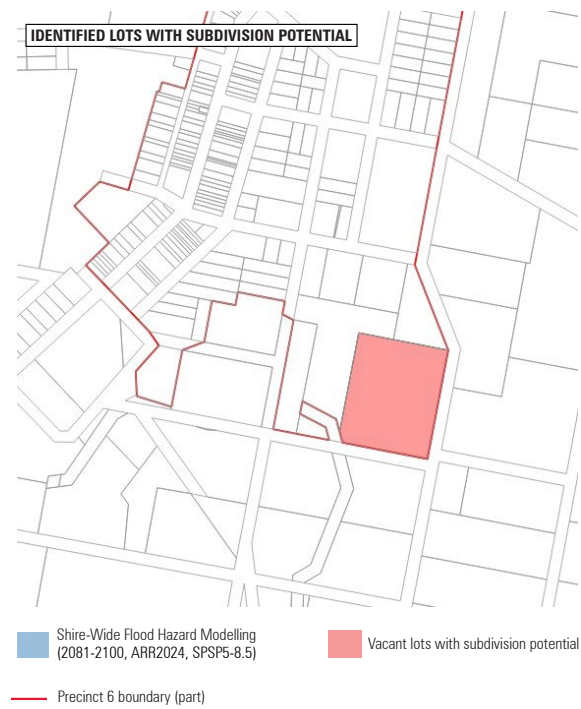 IDENTIFIED LOTS WITH SUBDIVISION POTENTIAL
Shire-Wide Flood Hazard Modelling
(2081-2100, ARR2024, SPSP5-8.5)
Vacant lots with subdivision potential
Precinct 6 boundary (part)